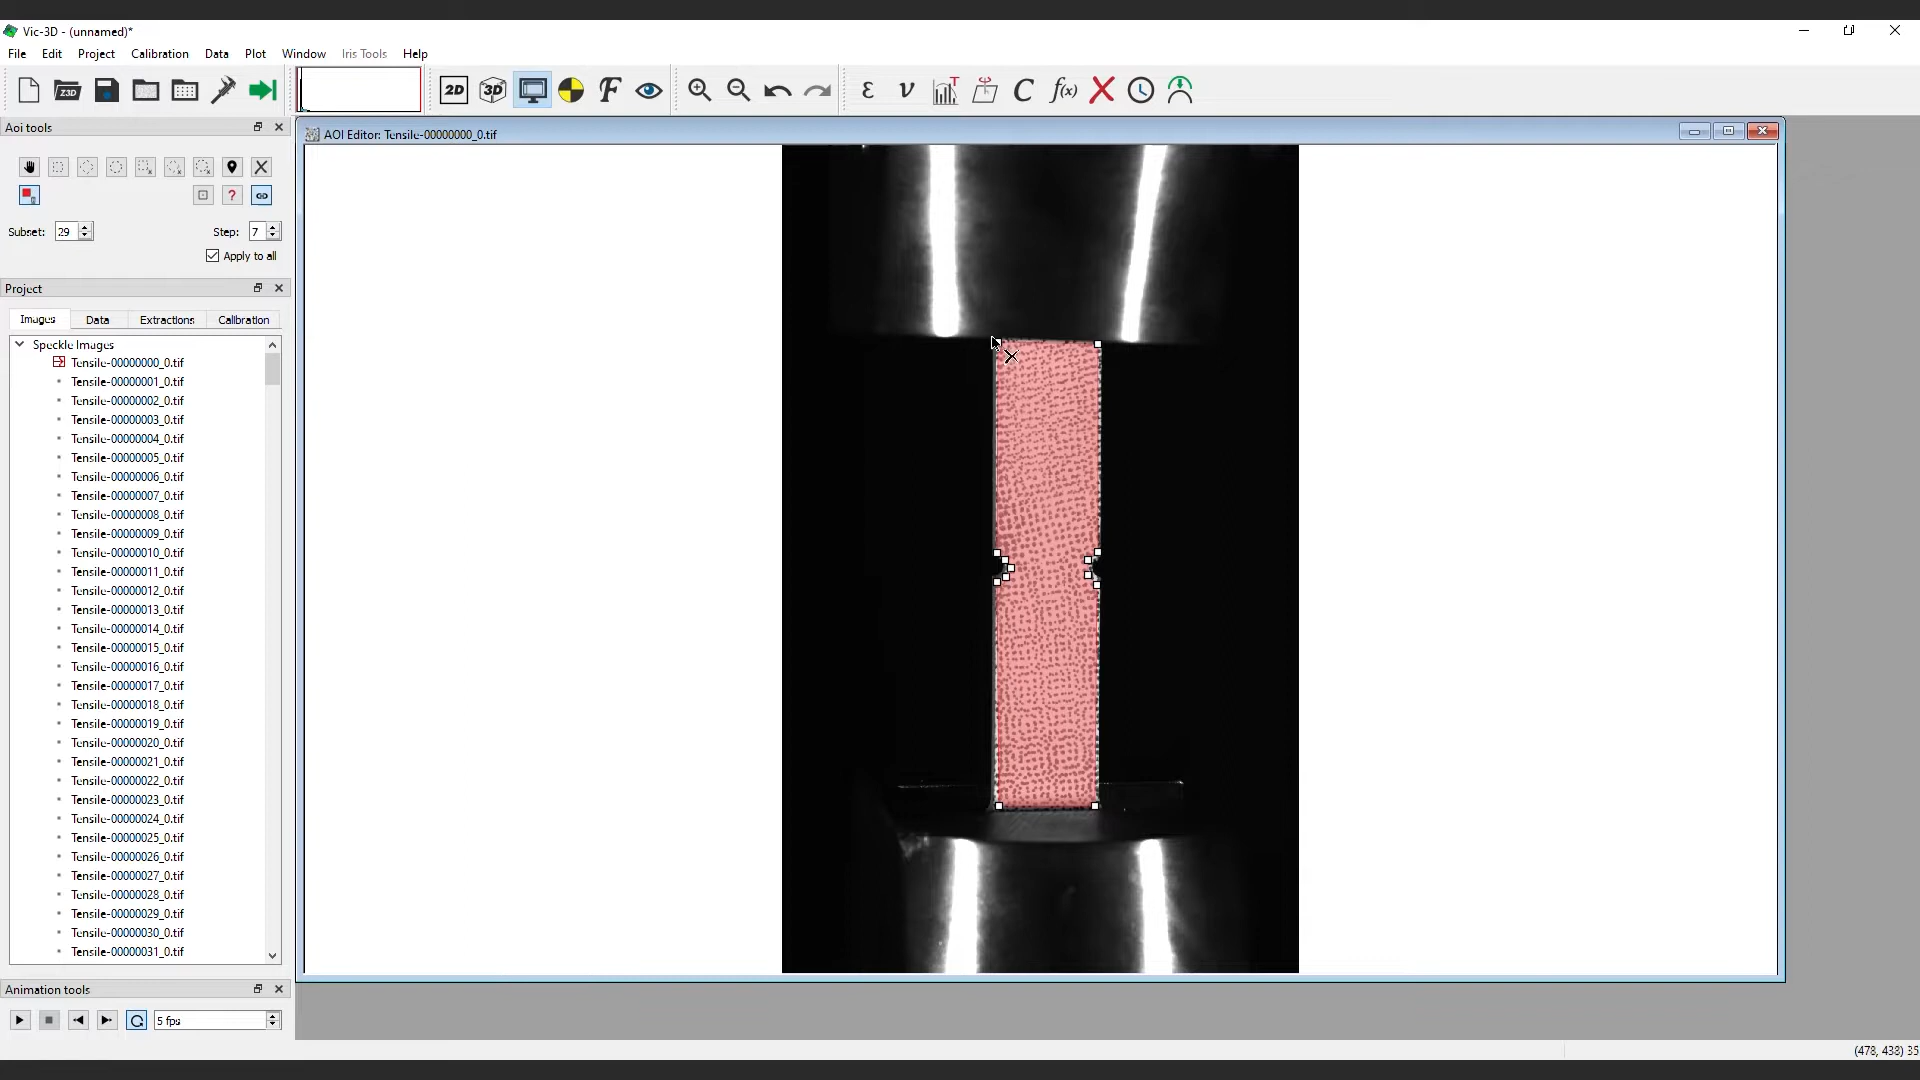 Vic-3D - (unnamed)*
File Edit Project Calibration Data Plot Window Iris Tools Help
Z3D 2D 3D F ε ν T C f(x)
Aoi tools
AOI Editor: Tensile-00000000_0.tif
?
Subset: 29 Step: 7
Apply to all
Project
Images Data Extractions Calibration
Speckle Images
Tensile-00000000_0.tif
Tensile-00000001_0.tif
Tensile-00000002_0.tif
Tensile-00000003_0.tif
Tensile-00000004_0.tif
Tensile-00000005_0.tif
Tensile-00000006_0.tif
Tensile-00000007_0.tif
Tensile-00000008_0.tif
Tensile-00000009_0.tif
Tensile-00000010_0.tif
Tensile-00000011_0.tif
Tensile-00000012_0.tif
Tensile-00000013_0.tif
Tensile-00000014_0.tif
Tensile-00000015_0.tif
Tensile-00000016_0.tif
Tensile-00000017_0.tif
Tensile-00000018_0.tif
Tensile-00000019_0.tif
Tensile-00000020_0.tif
Tensile-00000021_0.tif
Tensile-00000022_0.tif
Tensile-00000023_0.tif
Tensile-00000024_0.tif
Tensile-00000025_0.tif
Tensile-00000026_0.tif
Tensile-00000027_0.tif
Tensile-00000028_0.tif
Tensile-00000029_0.tif
Tensile-00000030_0.tif
Tensile-00000031_0.tif
Animation tools
5 fps
(478, 438) 35